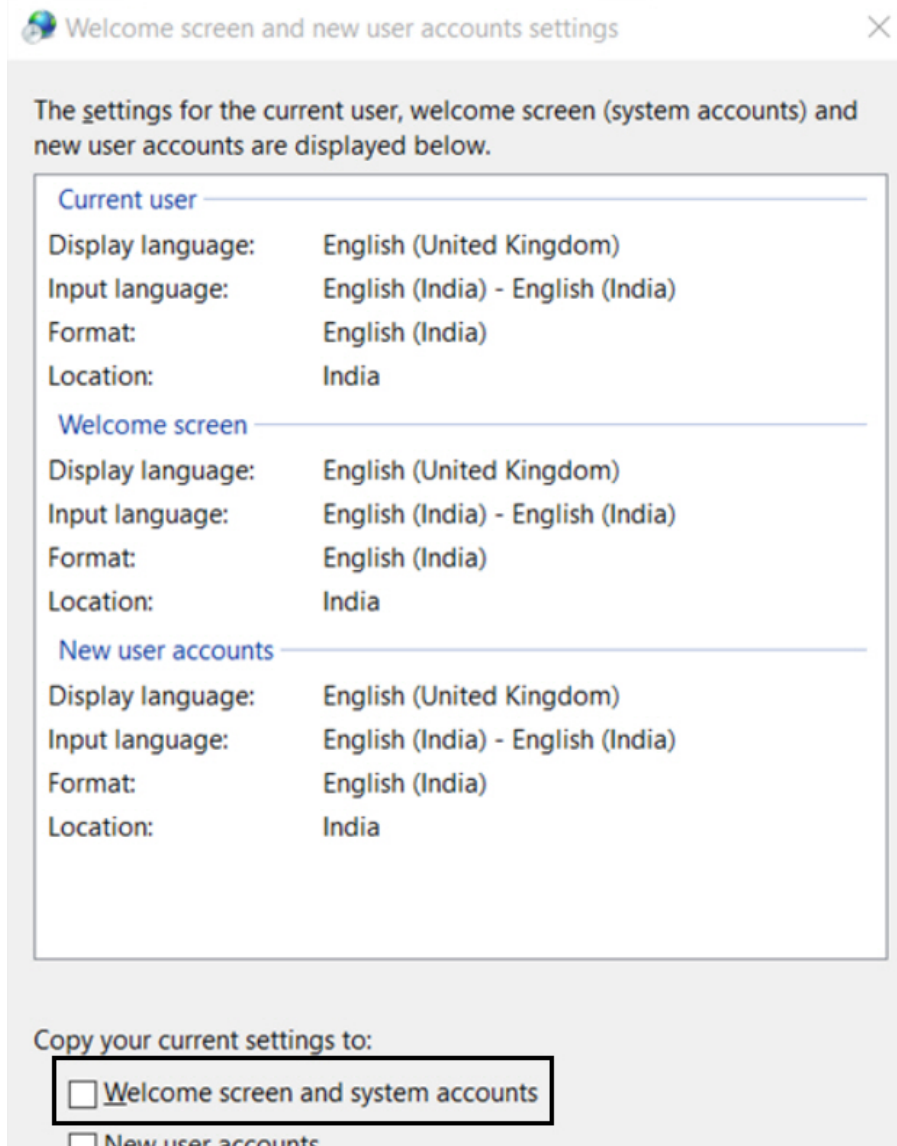 Welcome screen and new user accounts settings
The settings for the current user, welcome screen (system accounts) and
new user accounts are displayed below.
Current user
Display language: English (United Kingdom)
Input language: English (India) - English (India)
Format: English (India)
Location: India
Welcome screen
Display language: English (United Kingdom)
Input language: English (India) - English (India)
Format: English (India)
Location: India
New user accounts
Display language: English (United Kingdom)
Input language: English (India) - English (India)
Format: English (India)
Location: India
Copy your current settings to:
Welcome screen and system accounts
New user accounts